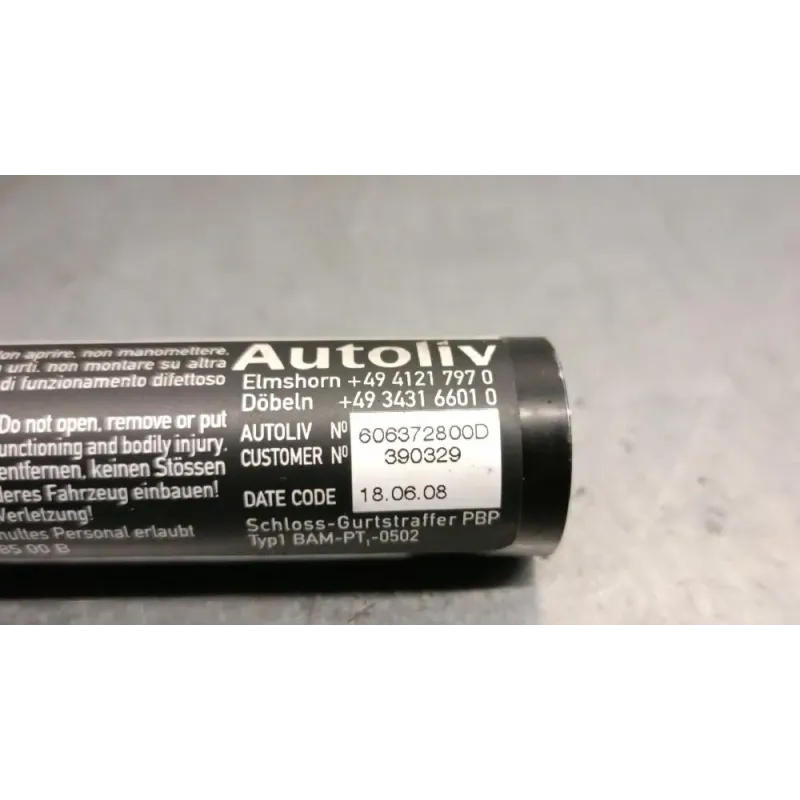 Non aprire, non manomettere,
urti, non montare su altra
di funzionamento difettoso
Do not open, remove or put
unctioning and bodily injury.
entfernen, keinen Stössen
deres Fahrzeug einbauen!
Verletzung!
hultes Personal erlaubt
85 00 B
Autoliv
Elmshorn +49 4121 797 0
Döbeln +49 3431 6601 0
AUTOLIV Nº 606372800D
CUSTOMER Nº 390329
DATE CODE 18.06.08
Schloss-Gurtstraffer PBP
Typ1 BAM-PT₁-0502